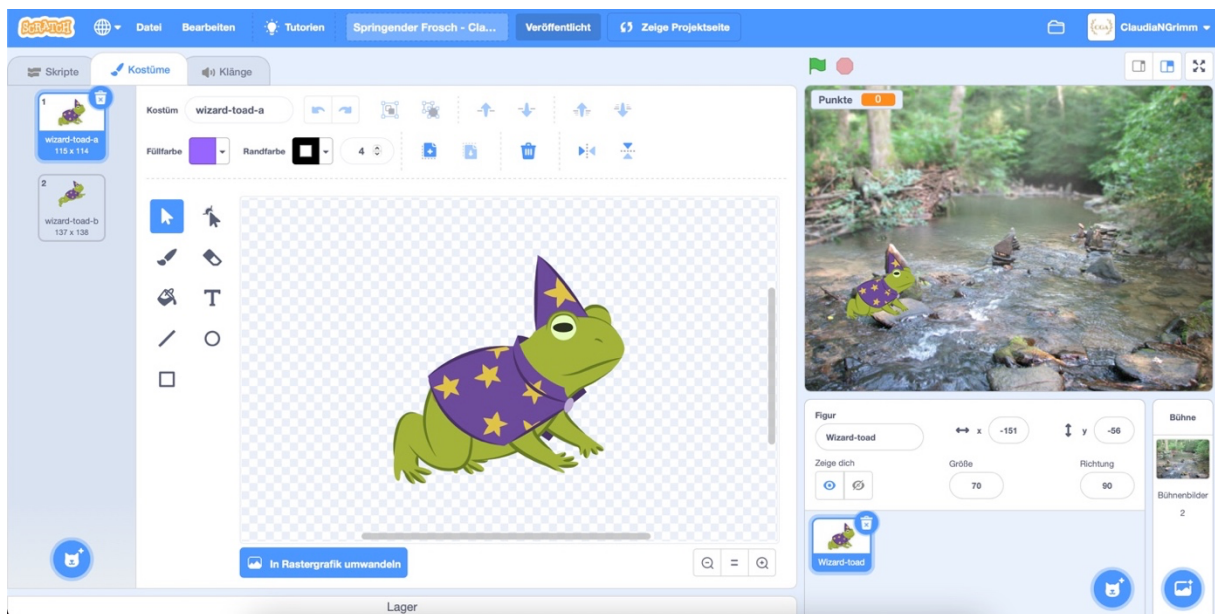 SCRATCH
Datei Bearbeiten Tutorien Springender Frosch - Cla... Veröffentlicht Zeige Projektseite ClaudiaNGrimm
Skripte Kostüme Klänge
1
wizard-toad-a
115 x 114
2
wizard-toad-b
137 x 138
Kostüm wizard-toad-a
Füllfarbe Randfarbe 4
T
In Rastergrafik umwandeln
=
Lager
Punkte 0
Figur
Wizard-toad
x -151
y -56
Zeige dich
Größe
70
Richtung
90
Wizard-toad
Bühne
Bühnenbilder
2